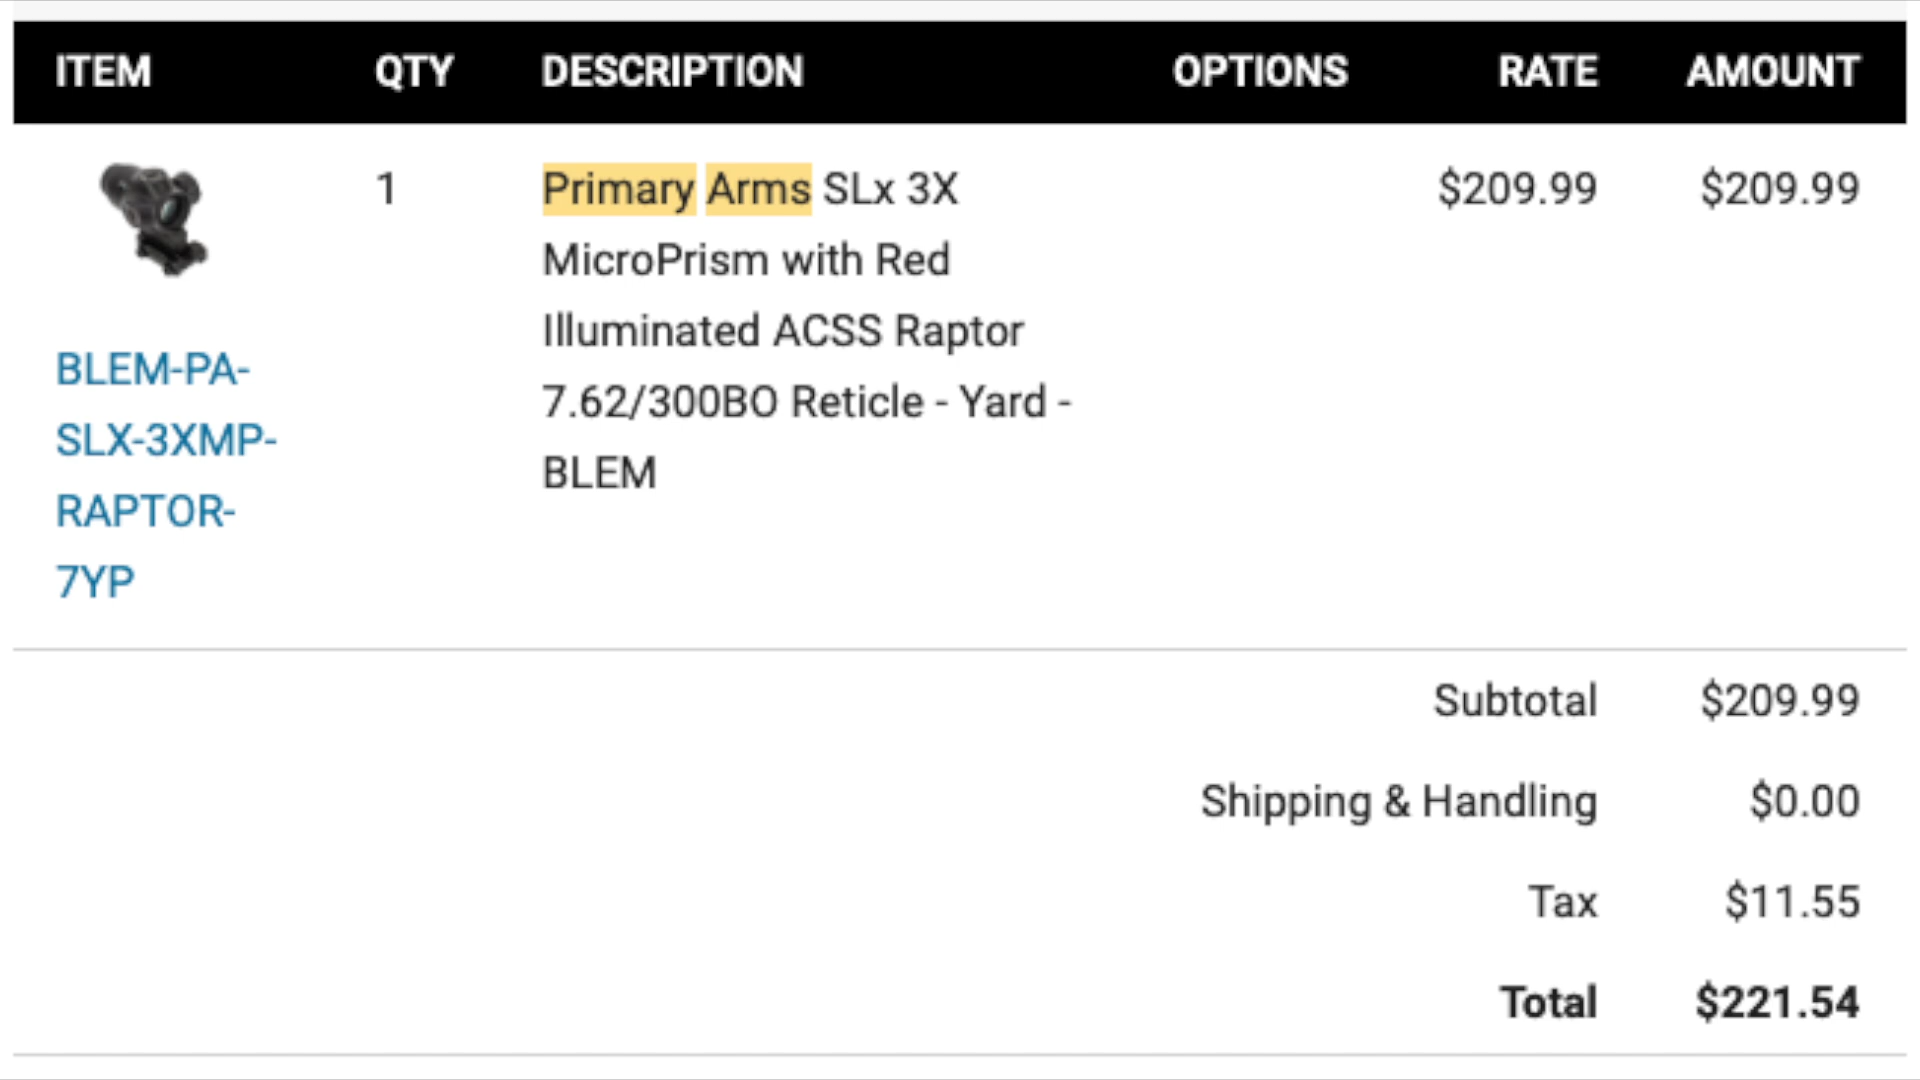 ITEM QTY DESCRIPTION OPTIONS RATE AMOUNT
1 Primary Arms SLx 3X $209.99 $209.99
MicroPrism with Red
Illuminated ACSS Raptor
7.62/300BO Reticle - Yard -
BLEM
BLEM-PA-
SLX-3XMP-
RAPTOR-
7YP
Subtotal $209.99
Shipping & Handling $0.00
Tax $11.55
Total $221.54